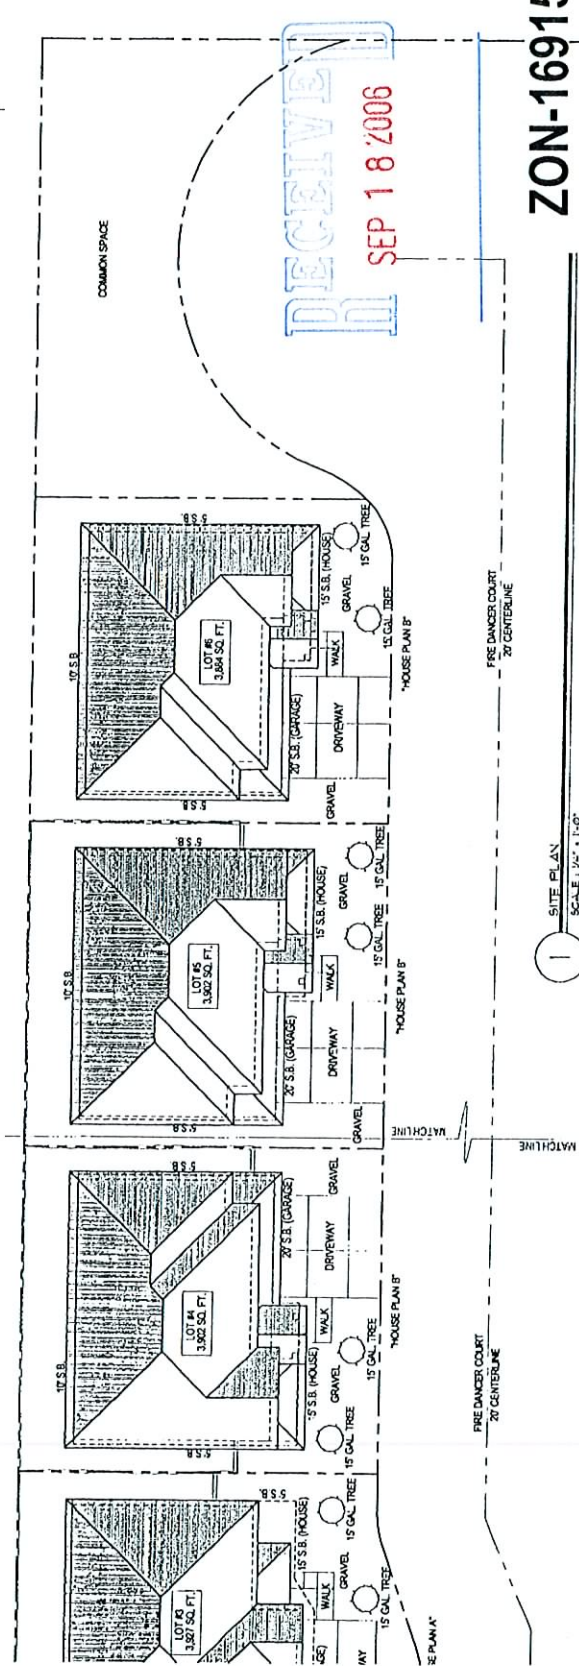 ZON-1691
RECEIVED
SEP 18 2006
COMMON SPACE
10' S.B.
5' S.B.
LOT #6
3,884 SQ. FT.
5' S.B.
15' S.B. (HOUSE)
20' S.B. (GARAGE)
GRAVEL
15' GAL TREE
15' GAL TREE
WALK
DRIVEWAY
GRAVEL
"HOUSE PLAN B"
10' S.B.
5' S.B.
LOT #5
3,902 SQ. FT.
5' S.B.
15' S.B. (HOUSE)
20' S.B. (GARAGE)
GRAVEL
15' GAL TREE
15' GAL TREE
WALK
DRIVEWAY
GRAVEL
"HOUSE PLAN B"
MATCHLINE
MATCHLINE
10' S.B.
5' S.B.
LOT #4
3,902 SQ. FT.
5' S.B.
20' S.B. (GARAGE)
15' S.B. (HOUSE)
GRAVEL
DRIVEWAY
WALK
GRAVEL
15' GAL TREE
15' GAL TREE
"HOUSE PLAN B"
5' S.B.
LOT #3
3,927 SQ. FT.
15' S.B. (HOUSE)
15' GAL TREE
GRAVEL
WALK
15' GAL TREE
SE PLAN A"
FIRE DANCER COURT
20' CENTERLINE
FIRE DANCER COURT
20' CENTERLINE
1
SITE PLAN